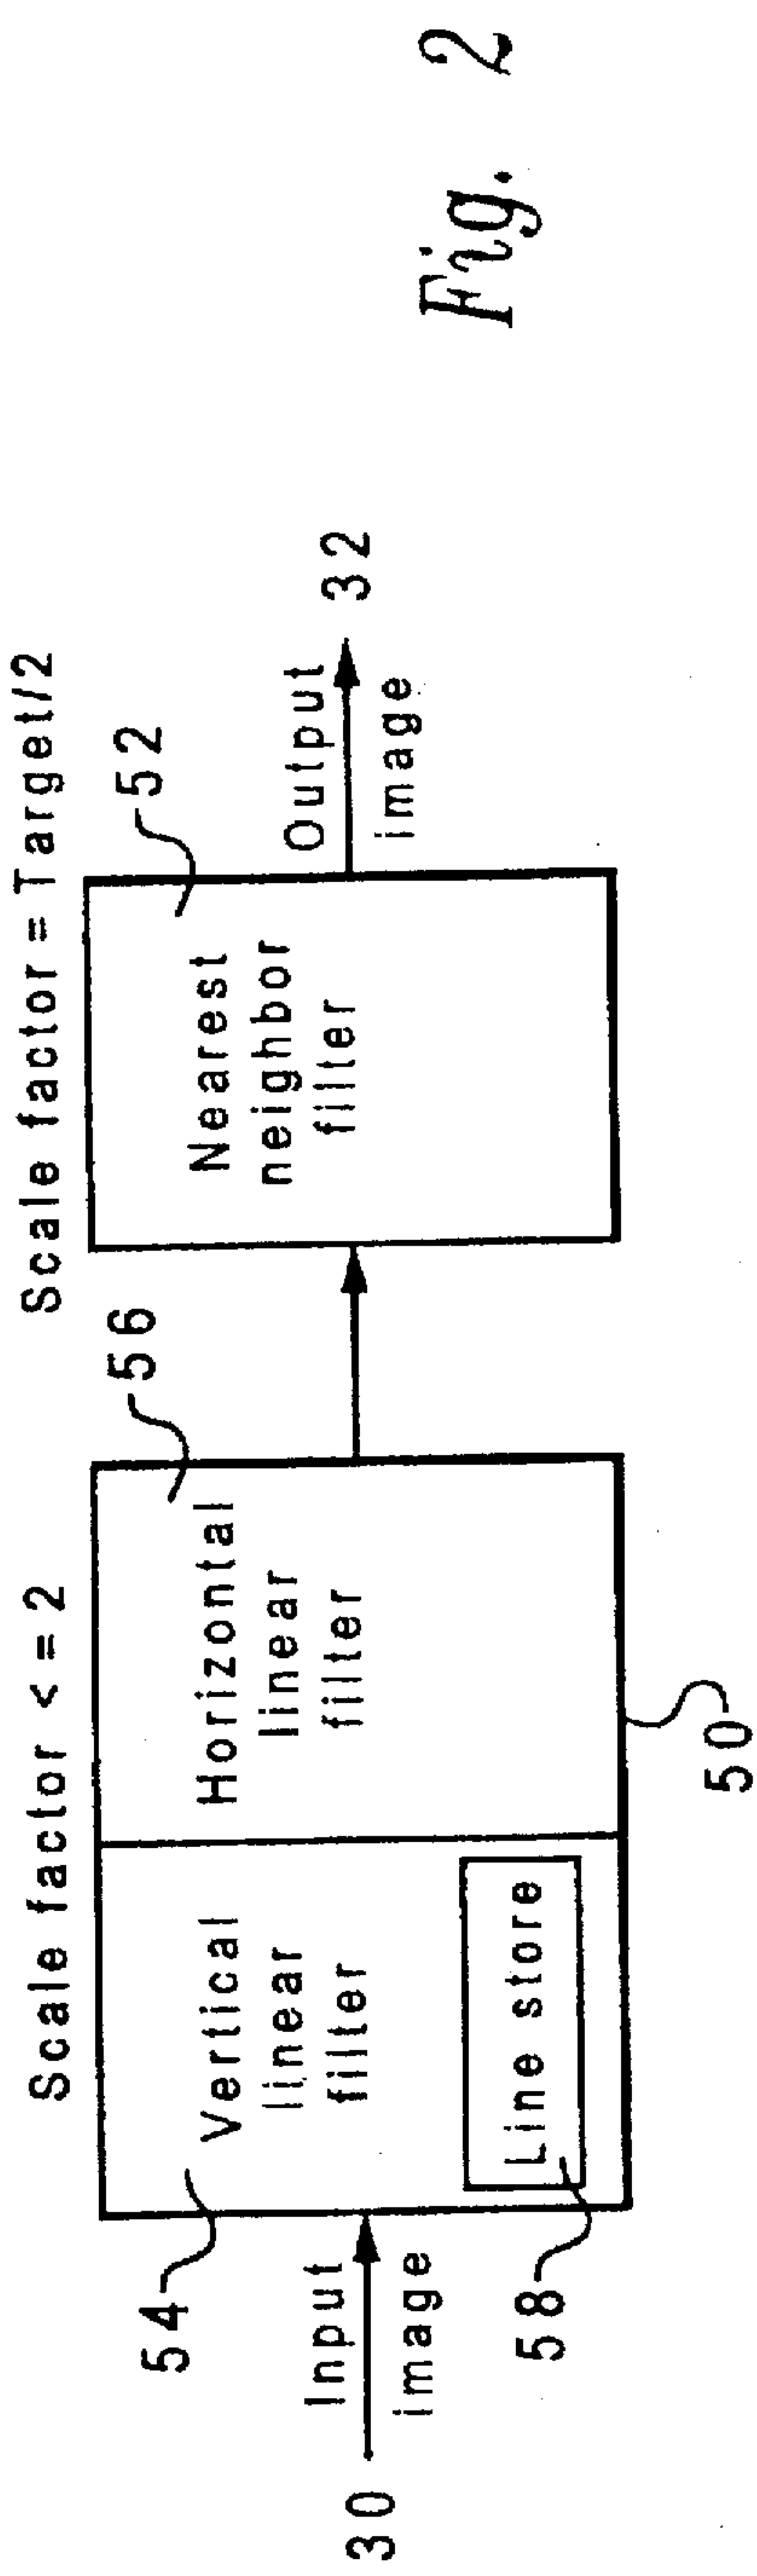 Scale factor <=2
Scale factor = Target/2
54
56
52
30
Input
image
Vertical
linear
filter
Line store
58
Horizontal
linear
filter
50
Nearest
neighbor
filter
Output
image
32
Fig. 2